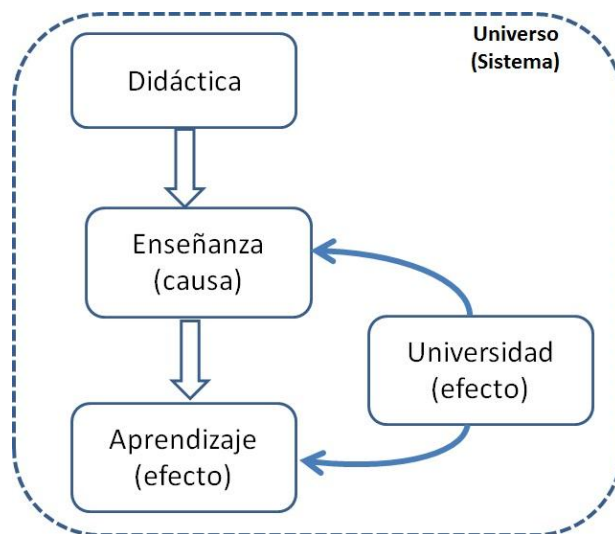 Universo
(Sistema)
Didáctica
Enseñanza
(causa)
Universidad
(efecto)
Aprendizaje
(efecto)